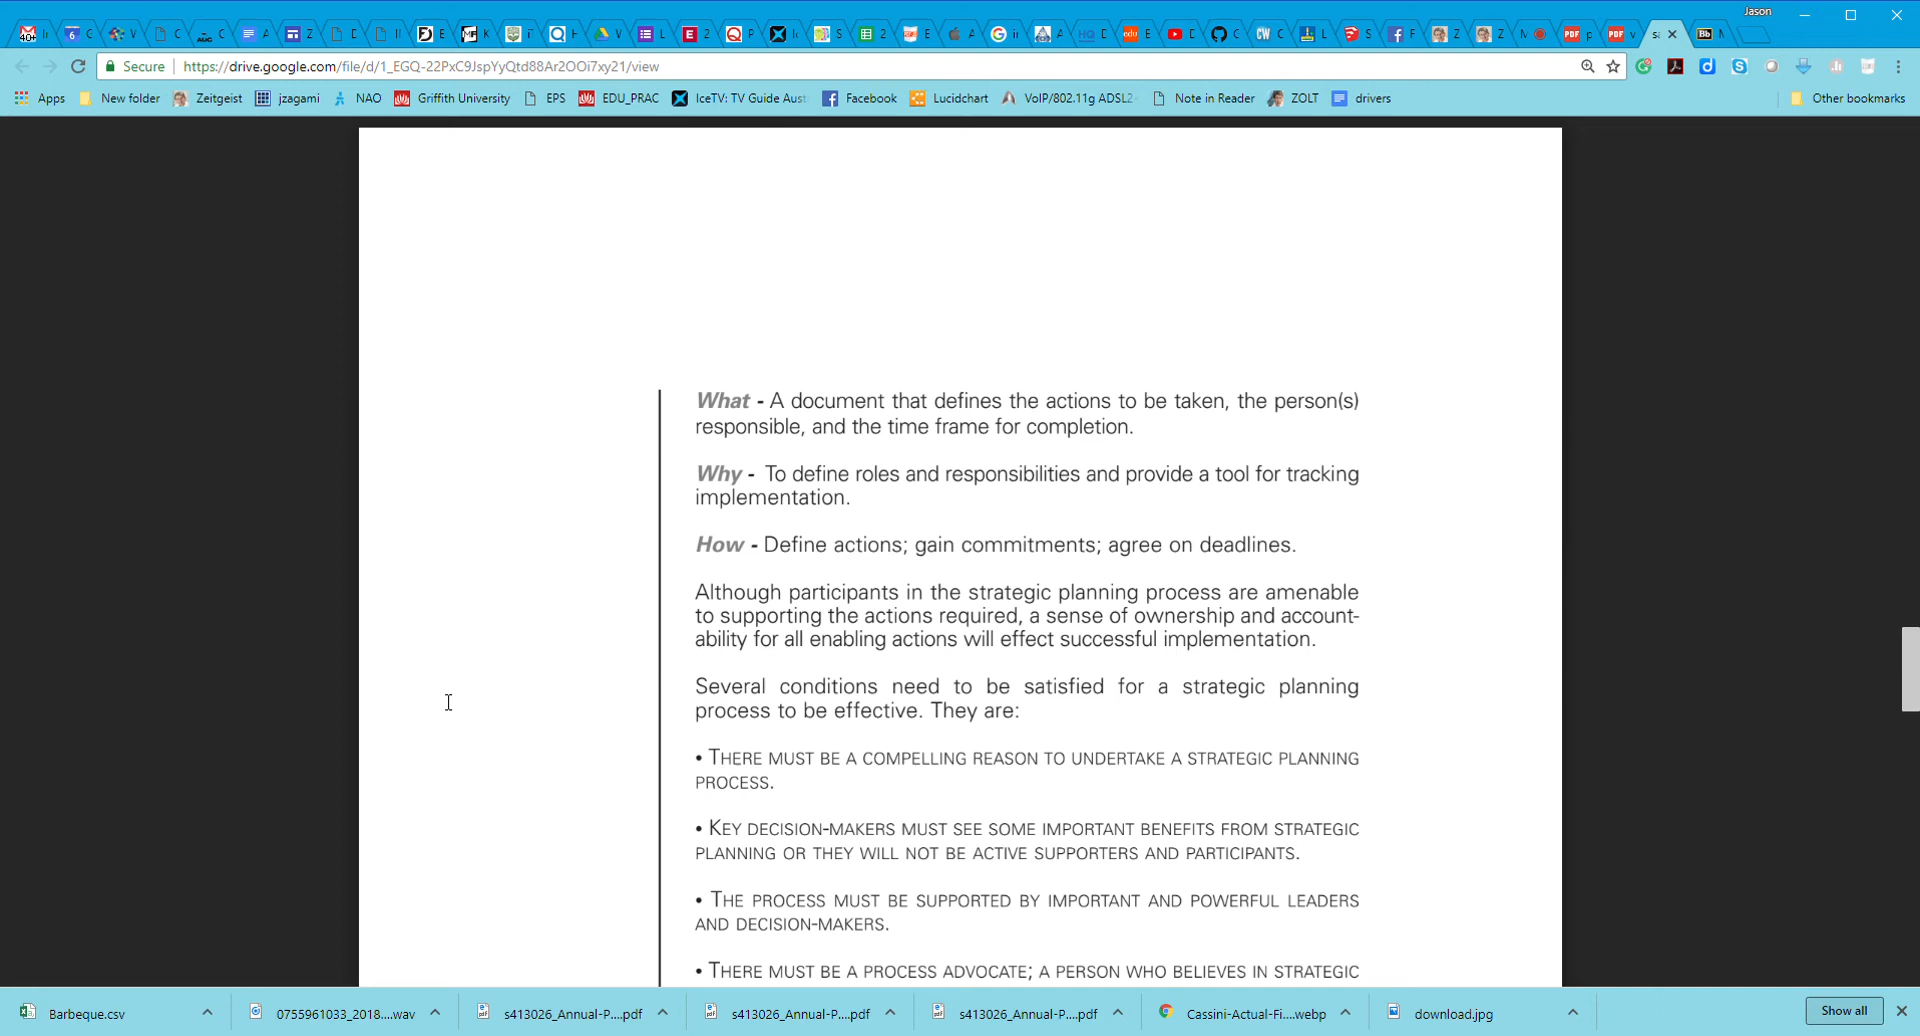 Jason
Secure https://drive.google.com/file/d/1_EGQ-22PxC9JspYyQtd88Ar2OOi7xy21/view
Apps New folder Zeitgeist jzagami NAO Griffith University EPS EDU_PRAC IceTV: TV Guide Aust Facebook Lucidchart VoIP/802.11g ADSL2 Note in Reader ZOLT drivers Other bookmarks
What - A document that defines the actions to be taken, the person(s)
responsible, and the time frame for completion.
Why - To define roles and responsibilities and provide a tool for tracking
implementation.
How - Define actions; gain commitments; agree on deadlines.
Although participants in the strategic planning process are amenable
to supporting the actions required, a sense of ownership and account-
ability for all enabling actions will effect successful implementation.
Several conditions need to be satisfied for a strategic planning
process to be effective. They are:
• THERE MUST BE A COMPELLING REASON TO UNDERTAKE A STRATEGIC PLANNING
PROCESS.
• KEY DECISION-MAKERS MUST SEE SOME IMPORTANT BENEFITS FROM STRATEGIC
PLANNING OR THEY WILL NOT BE ACTIVE SUPPORTERS AND PARTICIPANTS.
• THE PROCESS MUST BE SUPPORTED BY IMPORTANT AND POWERFUL LEADERS
AND DECISION-MAKERS.
• THERE MUST BE A PROCESS ADVOCATE; A PERSON WHO BELIEVES IN STRATEGIC
Barbeque.csv 0755961033_2018....wav s413026_Annual-P....pdf s413026_Annual-P....pdf s413026_Annual-P....pdf Cassini-Actual-Fi....webp download.jpg Show all